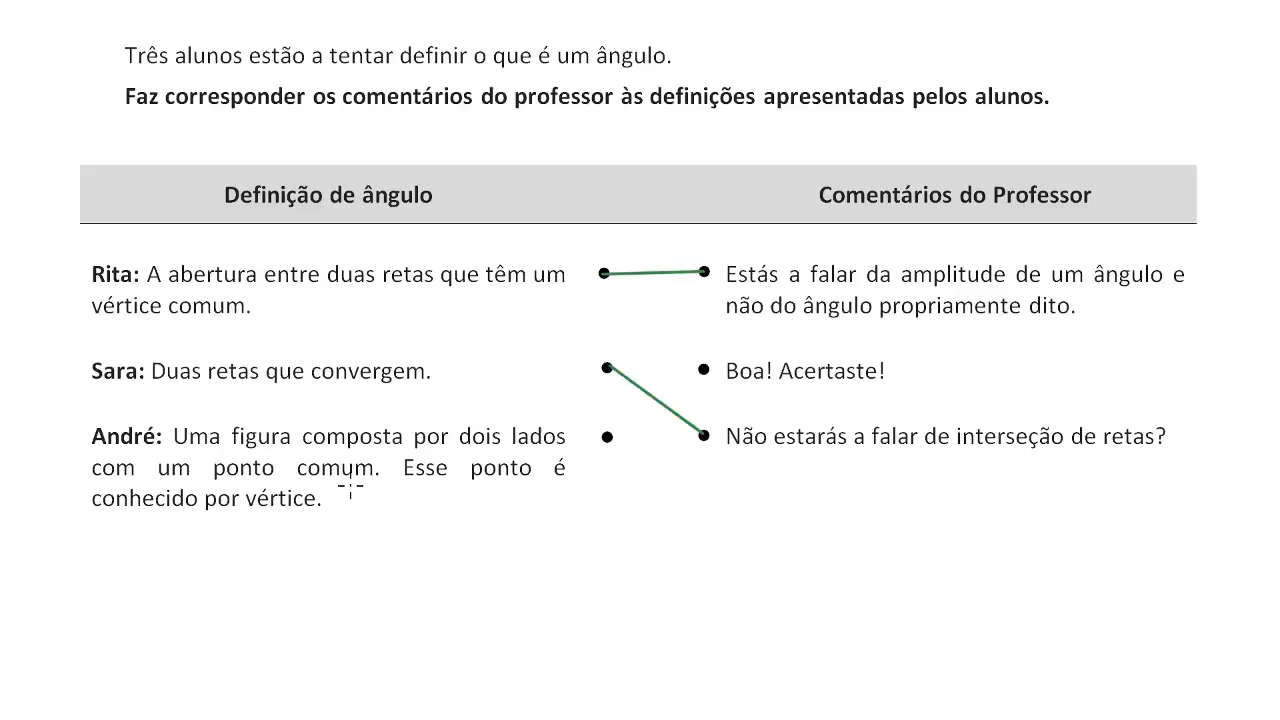 Três alunos estão a tentar definir o que é um ângulo.
Faz corresponder os comentários do professor às definições apresentadas pelos alunos.
Definição de ângulo
Comentários do Professor
Rita: A abertura entre duas retas que têm um
vértice comum.
Estás a falar da amplitude de um ângulo e
não do ângulo propriamente dito.
Sara: Duas retas que convergem.
Boa! Acertaste!
André: Uma figura composta por dois lados
com um ponto comum. Esse ponto é
conhecido por vértice.
Não estarás a falar de interseção de retas?